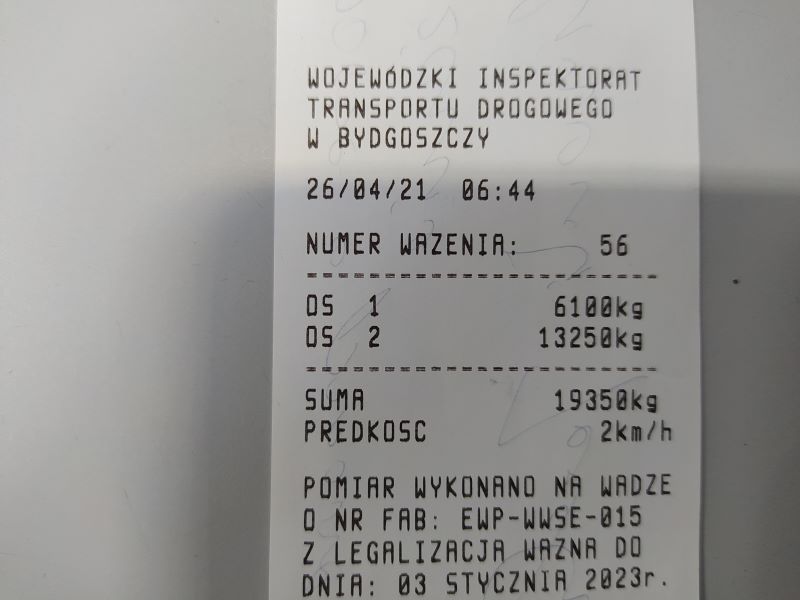 WOJEWÓDZKI INSPEKTORAT
TRANSPORTU DROGOWEGO
W BYDGOSZCZY
26/04/21 06:44
NUMER WAZENIA: 56
OS 1 6100kg
OS 2 13250kg
SUMA 19350kg
PREDKOSC 2km/h
POMIAR WYKONANO NA WADZE
O NR FAB: EWP-WWSE-015
Z LEGALIZACJA WAZNA DO
DNIA: 03 STYCZNIA 2023r.